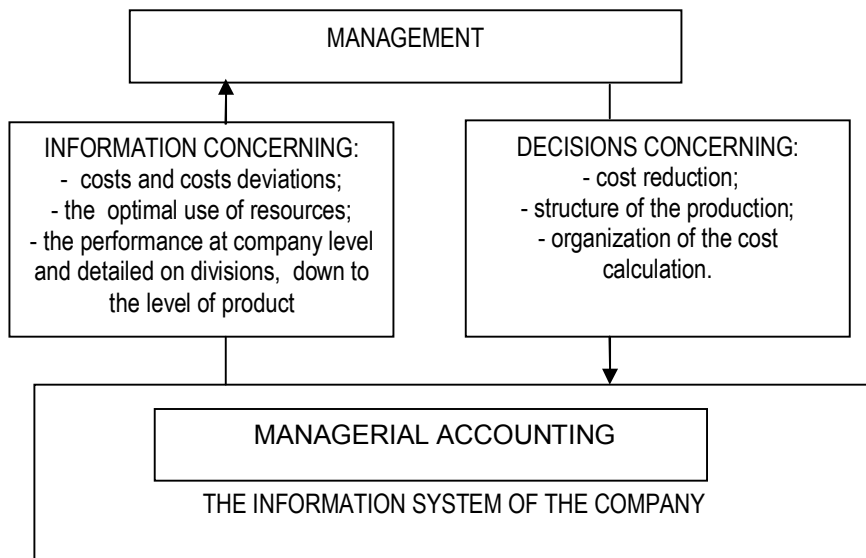 MANAGEMENT
INFORMATION CONCERNING:
- costs and costs deviations;
- the optimal use of resources;
- the performance at company level
and detailed on divisions, down to
the level of product
DECISIONS CONCERNING:
- cost reduction;
- structure of the production;
- organization of the cost
calculation.
MANAGERIAL ACCOUNTING
THE INFORMATION SYSTEM OF THE COMPANY